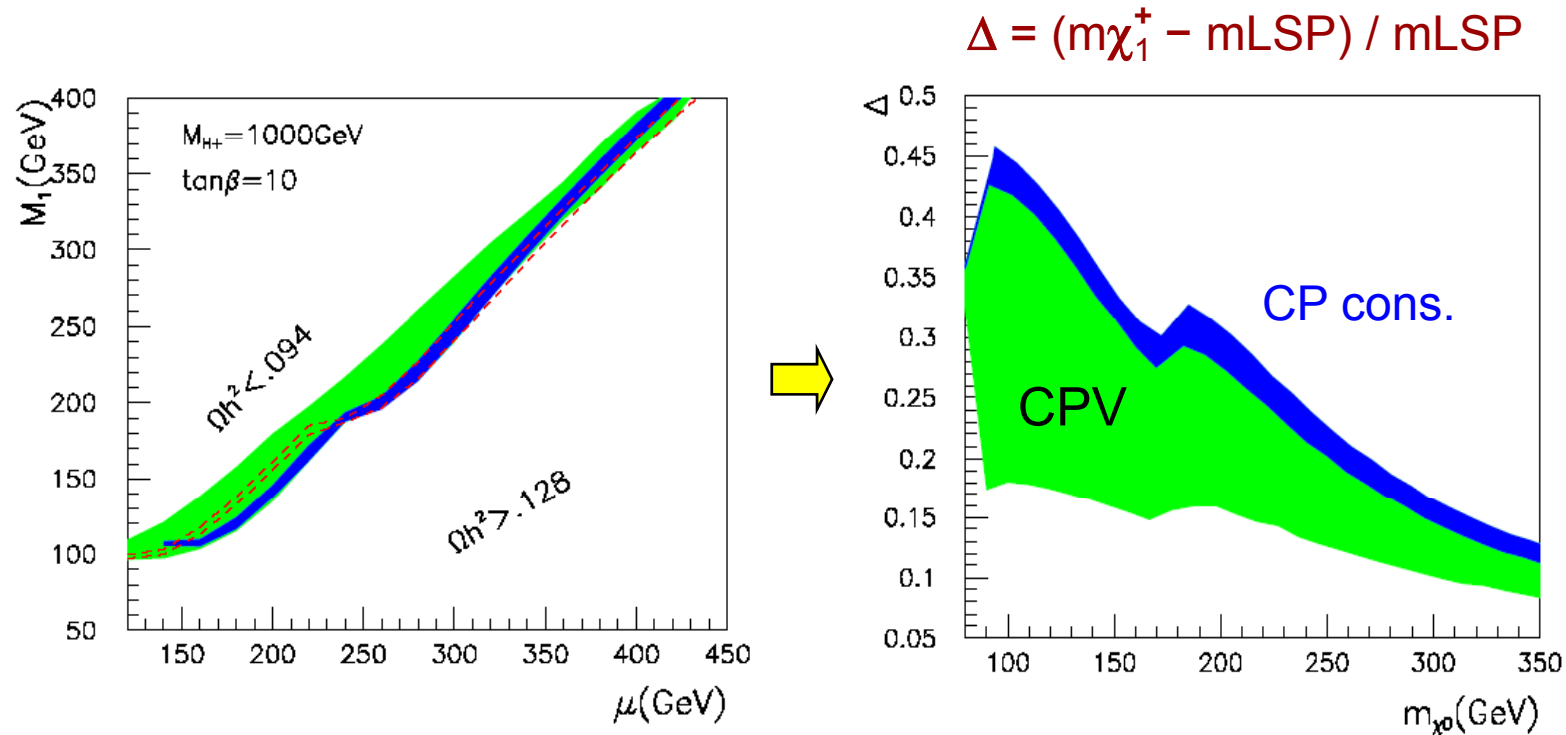 Δ = (mχ₁⁺ − mLSP) / mLSP
M₁(GeV)
400
350
300
250
200
150
100
50
M_H+=1000GeV
tanβ=10
Ωh²<.094
Ωh²>.128
150 200 250 300 350 400 450
μ(GeV)
Δ
0.5
0.45
0.4
0.35
0.3
0.25
0.2
0.15
0.1
0.05
CP cons.
CPV
100 150 200 250 300 350
m_χ⁰(GeV)